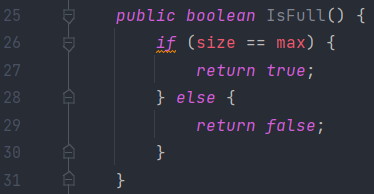 25 public boolean IsFull() {
26 if (size == max) {
27 return true;
28 } else {
29 return false;
30 }
31 }